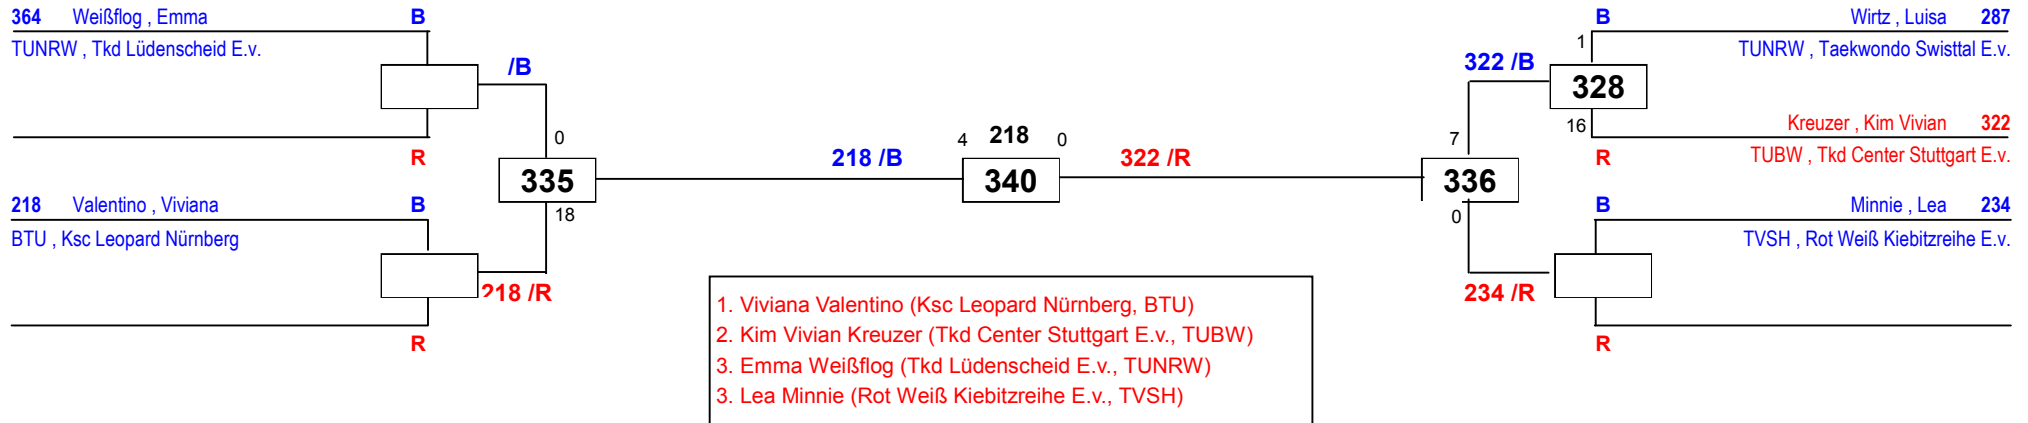 364 Weißflog , Emma B
TUNRW , Tkd Lüdenscheid E.v.
/B
R
0
335
18
218 Valentino , Viviana B
BTU , Ksc Leopard Nürnberg
218 /R
R
218 /B
4 218 0
340
322 /R
B Wirtz , Luisa 287
1 TUNRW , Taekwondo Swisttal E.v.
322 /B
328
16 Kreuzer , Kim Vivian 322
R TUBW , Tkd Center Stuttgart E.v.
7
336
0
B Minnie , Lea 234
TVSH , Rot Weiß Kiebitzreihe E.v.
234 /R
R
1. Viviana Valentino (Ksc Leopard Nürnberg, BTU)
2. Kim Vivian Kreuzer (Tkd Center Stuttgart E.v., TUBW)
3. Emma Weißflog (Tkd Lüdenscheid E.v., TUNRW)
3. Lea Minnie (Rot Weiß Kiebitzreihe E.v., TVSH)